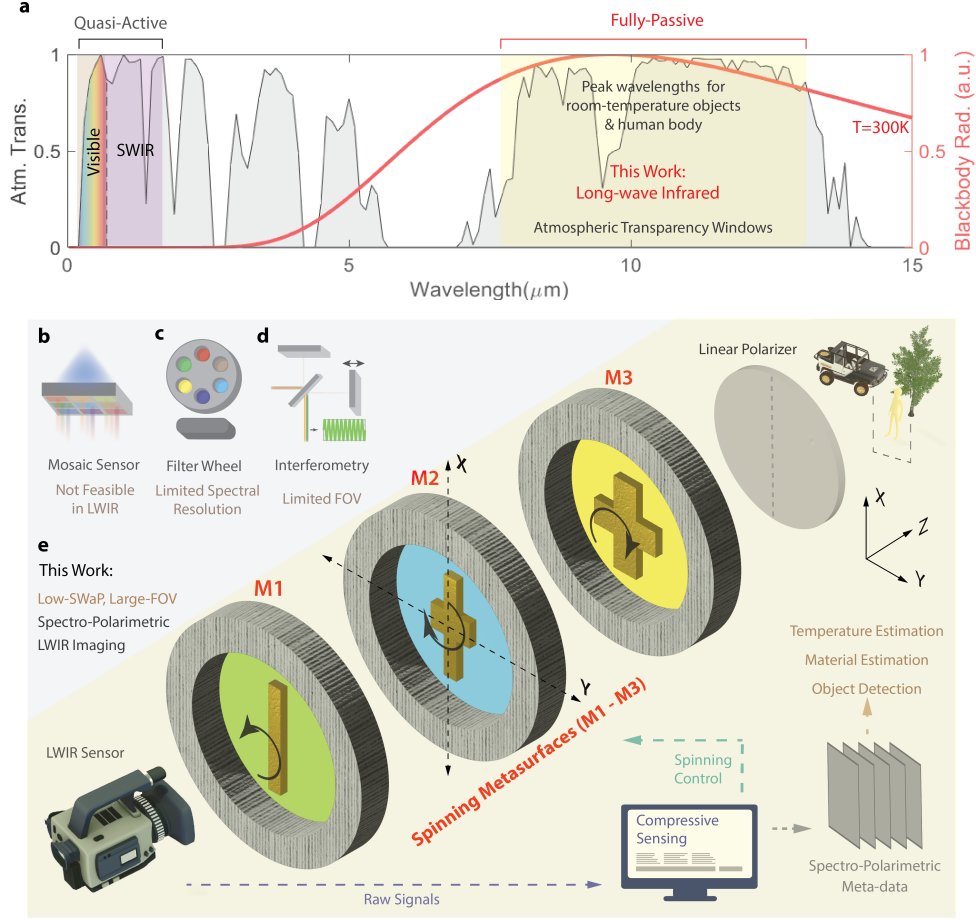 a
Quasi-Active
Fully-Passive
1
0.5
0
Atm. Trans.
Visible
SWIR
Peak wavelengths for
room-temperature objects
& human body
This Work:
Long-wave Infrared
Atmospheric Transparency Windows
T=300K
1
0.5
0
Blackbody Rad. (a.u.)
0
5
10
15
Wavelength(μm)
b
c
d
Mosaic Sensor
Not Feasible
in LWIR
Filter Wheel
Limited Spectral
Resolution
Interferometry
Limited FOV
Linear Polarizer
M3
M2
X
Y
M1
X
Z
Y
e
This Work:
Low-SWaP, Large-FOV
Spectro-Polarimetric
LWIR Imaging
Spinning Metasurfaces (M1 - M3)
LWIR Sensor
Raw Signals
Compressive
Sensing
Spinning
Control
Temperature Estimation
Material Estimation
Object Detection
Spectro-Polarimetric
Meta-data